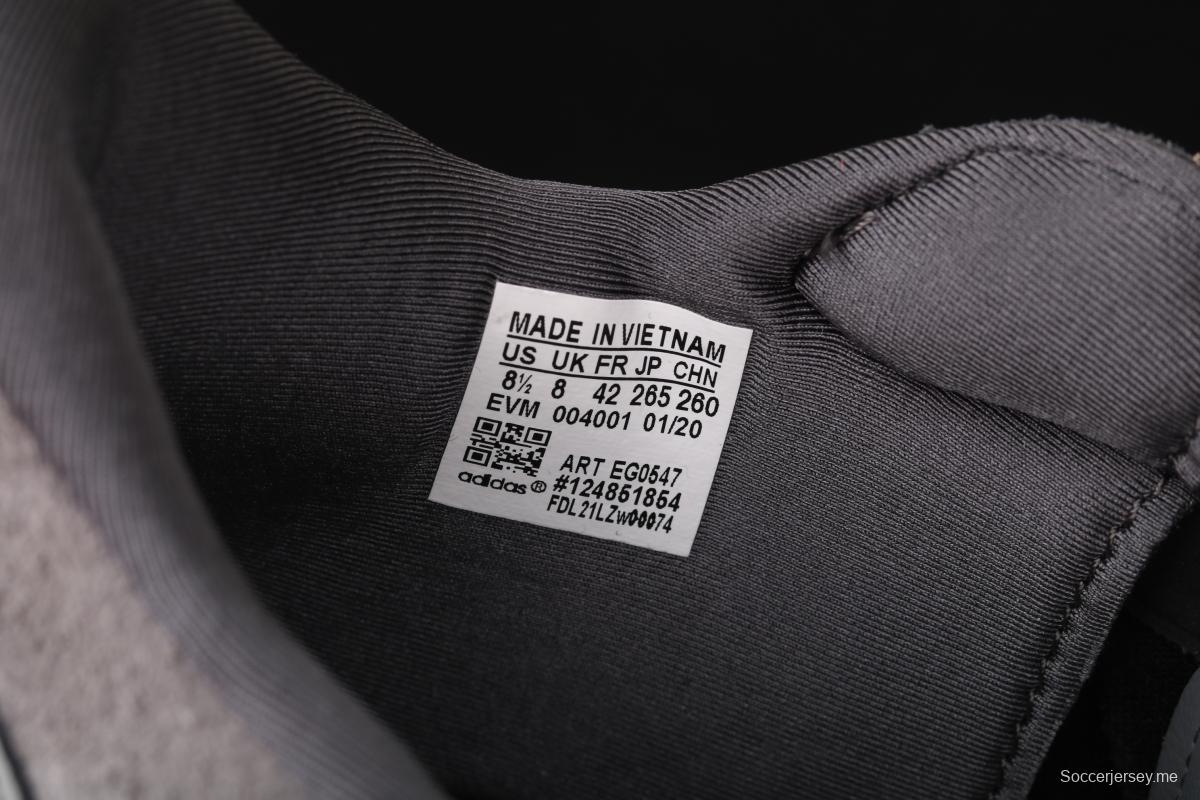 MADE IN VIETNAM
US UK FR JP CHN
8½ 8 42 265 260
EVM 004001 01/20
ART EG0547
#124851854
adidas®
FDL21LZw00074
Soccerjersey.me